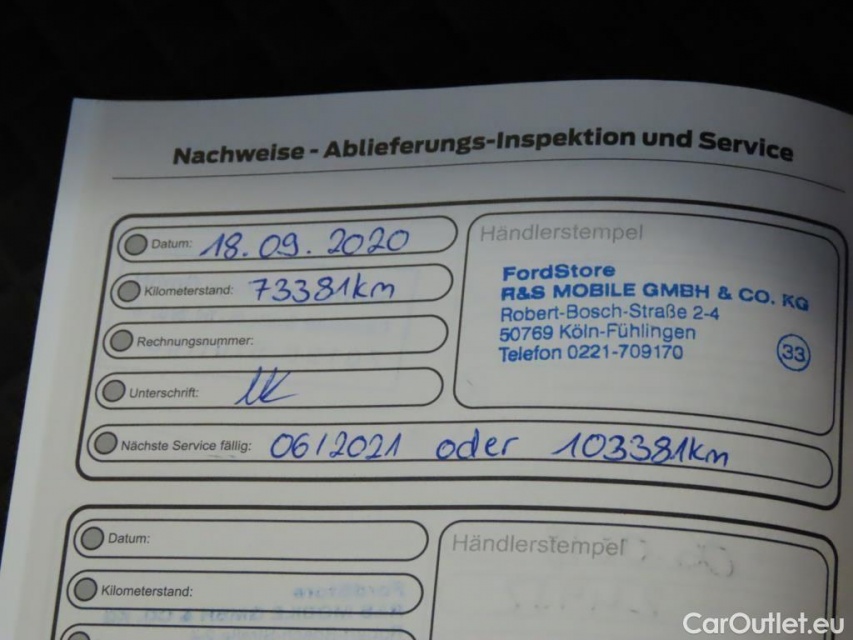 Nachweise - Ablieferungs-Inspektion und Service
Datum: 18.09.2020
Kilometerstand: 73381km
Rechnungsnummer:
Unterschrift:
Händlerstempel
FordStore
R&S MOBILE GMBH & CO. KG
Robert-Bosch-Straße 2-4
50769 Köln-Fühlingen
Telefon 0221-709170
33
Nächste Service fällig: 06/2021 oder 103381km
Datum:
Händlerstempel
Kilometerstand:
CarOutlet.eu